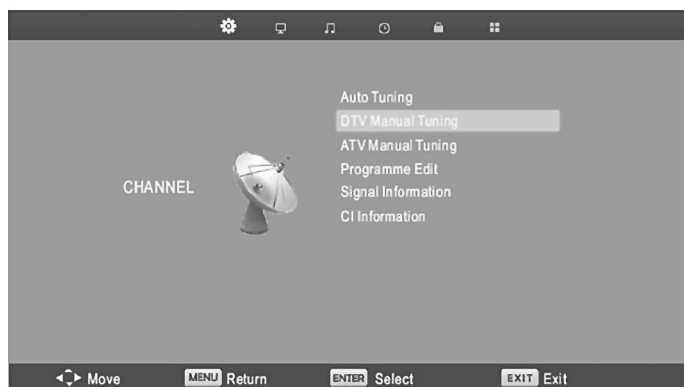 Auto Tuning
DTV Manual Tuning
ATV Manual Tuning
Programme Edit
CHANNEL
Signal Information
CI Information
Move MENU Return ENTER Select EXIT Exit